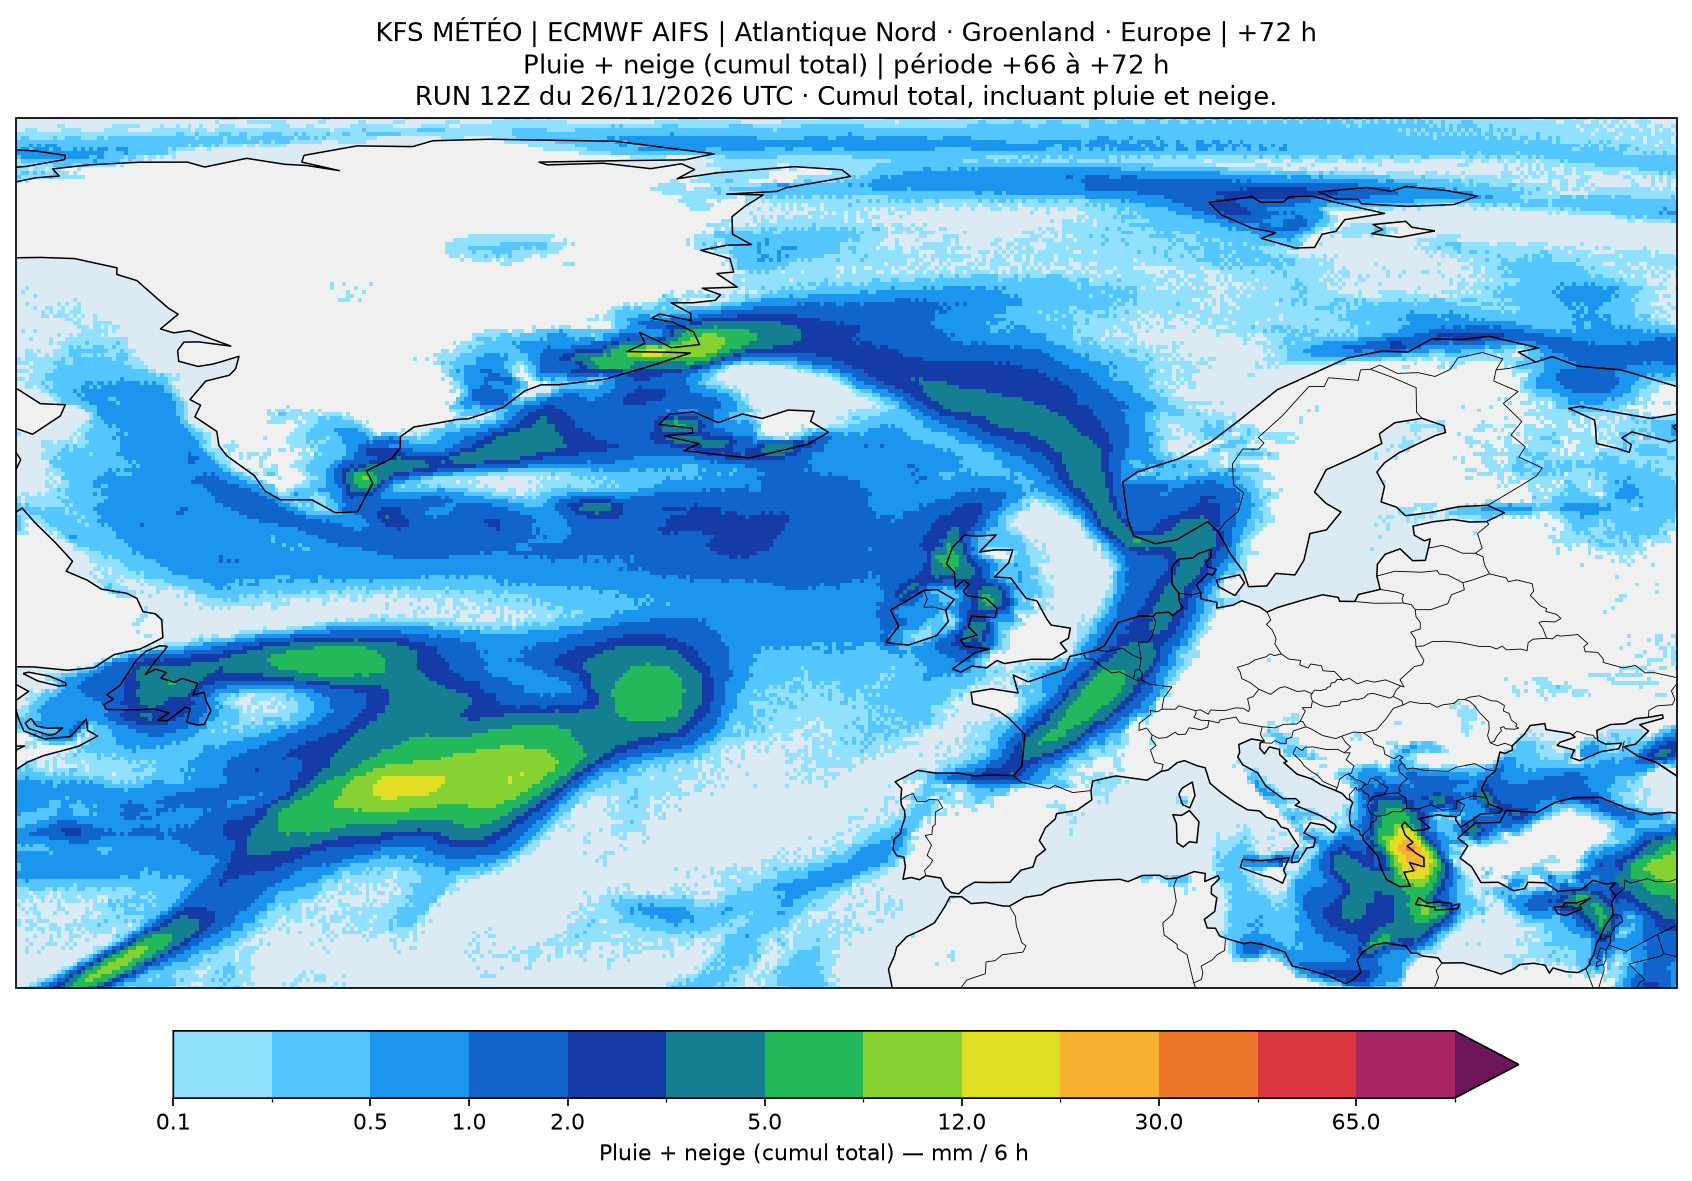 KFS MÉTÉO | ECMWF AIFS | Atlantique Nord · Groenland · Europe | +72 h
Pluie + neige (cumul total) | période +66 à +72 h
RUN 12Z du 26/11/2026 UTC · Cumul total, incluant pluie et neige.
0.1 0.5 1.0 2.0 5.0 12.0 30.0 65.0
Pluie + neige (cumul total) — mm / 6 h